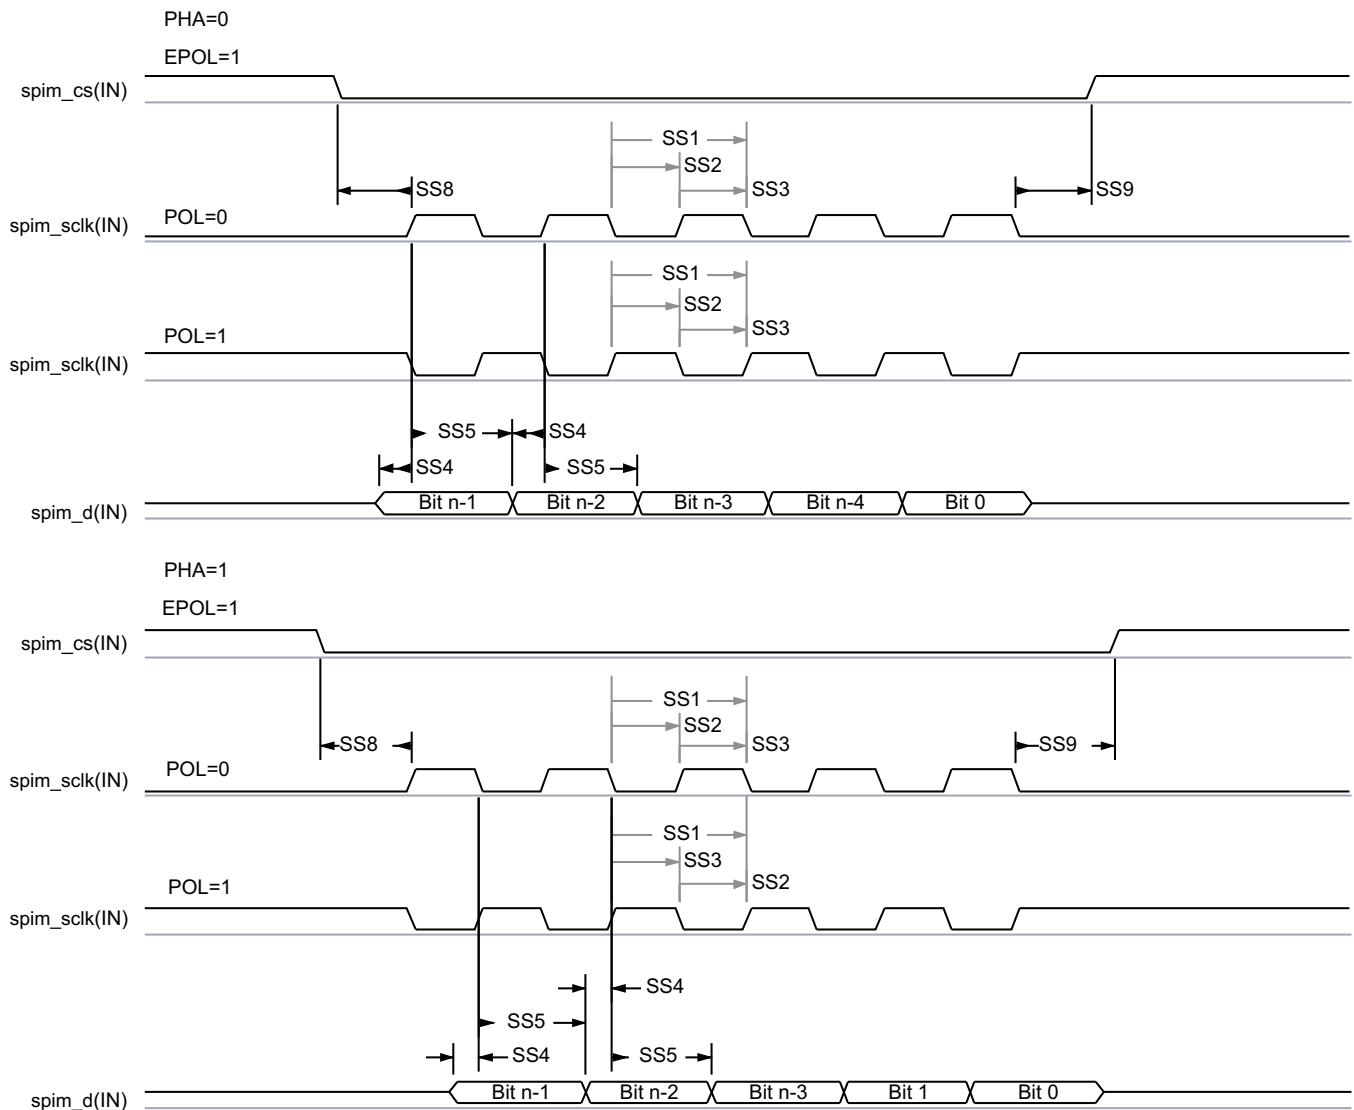 PHA=0
EPOL=1
spim_cs(IN)
SS1
SS2
SS8
SS3
SS9
POL=0
spim_sclk(IN)
SS1
SS2
SS3
POL=1
spim_sclk(IN)
SS5
SS4
SS4
SS5
Bit n-1
Bit n-2
Bit n-3
Bit n-4
Bit 0
spim_d(IN)
PHA=1
EPOL=1
spim_cs(IN)
SS1
SS2
SS8
SS3
SS9
POL=0
spim_sclk(IN)
SS1
SS3
SS2
POL=1
spim_sclk(IN)
SS4
SS5
SS4
SS5
Bit n-1
Bit n-2
Bit n-3
Bit 1
Bit 0
spim_d(IN)